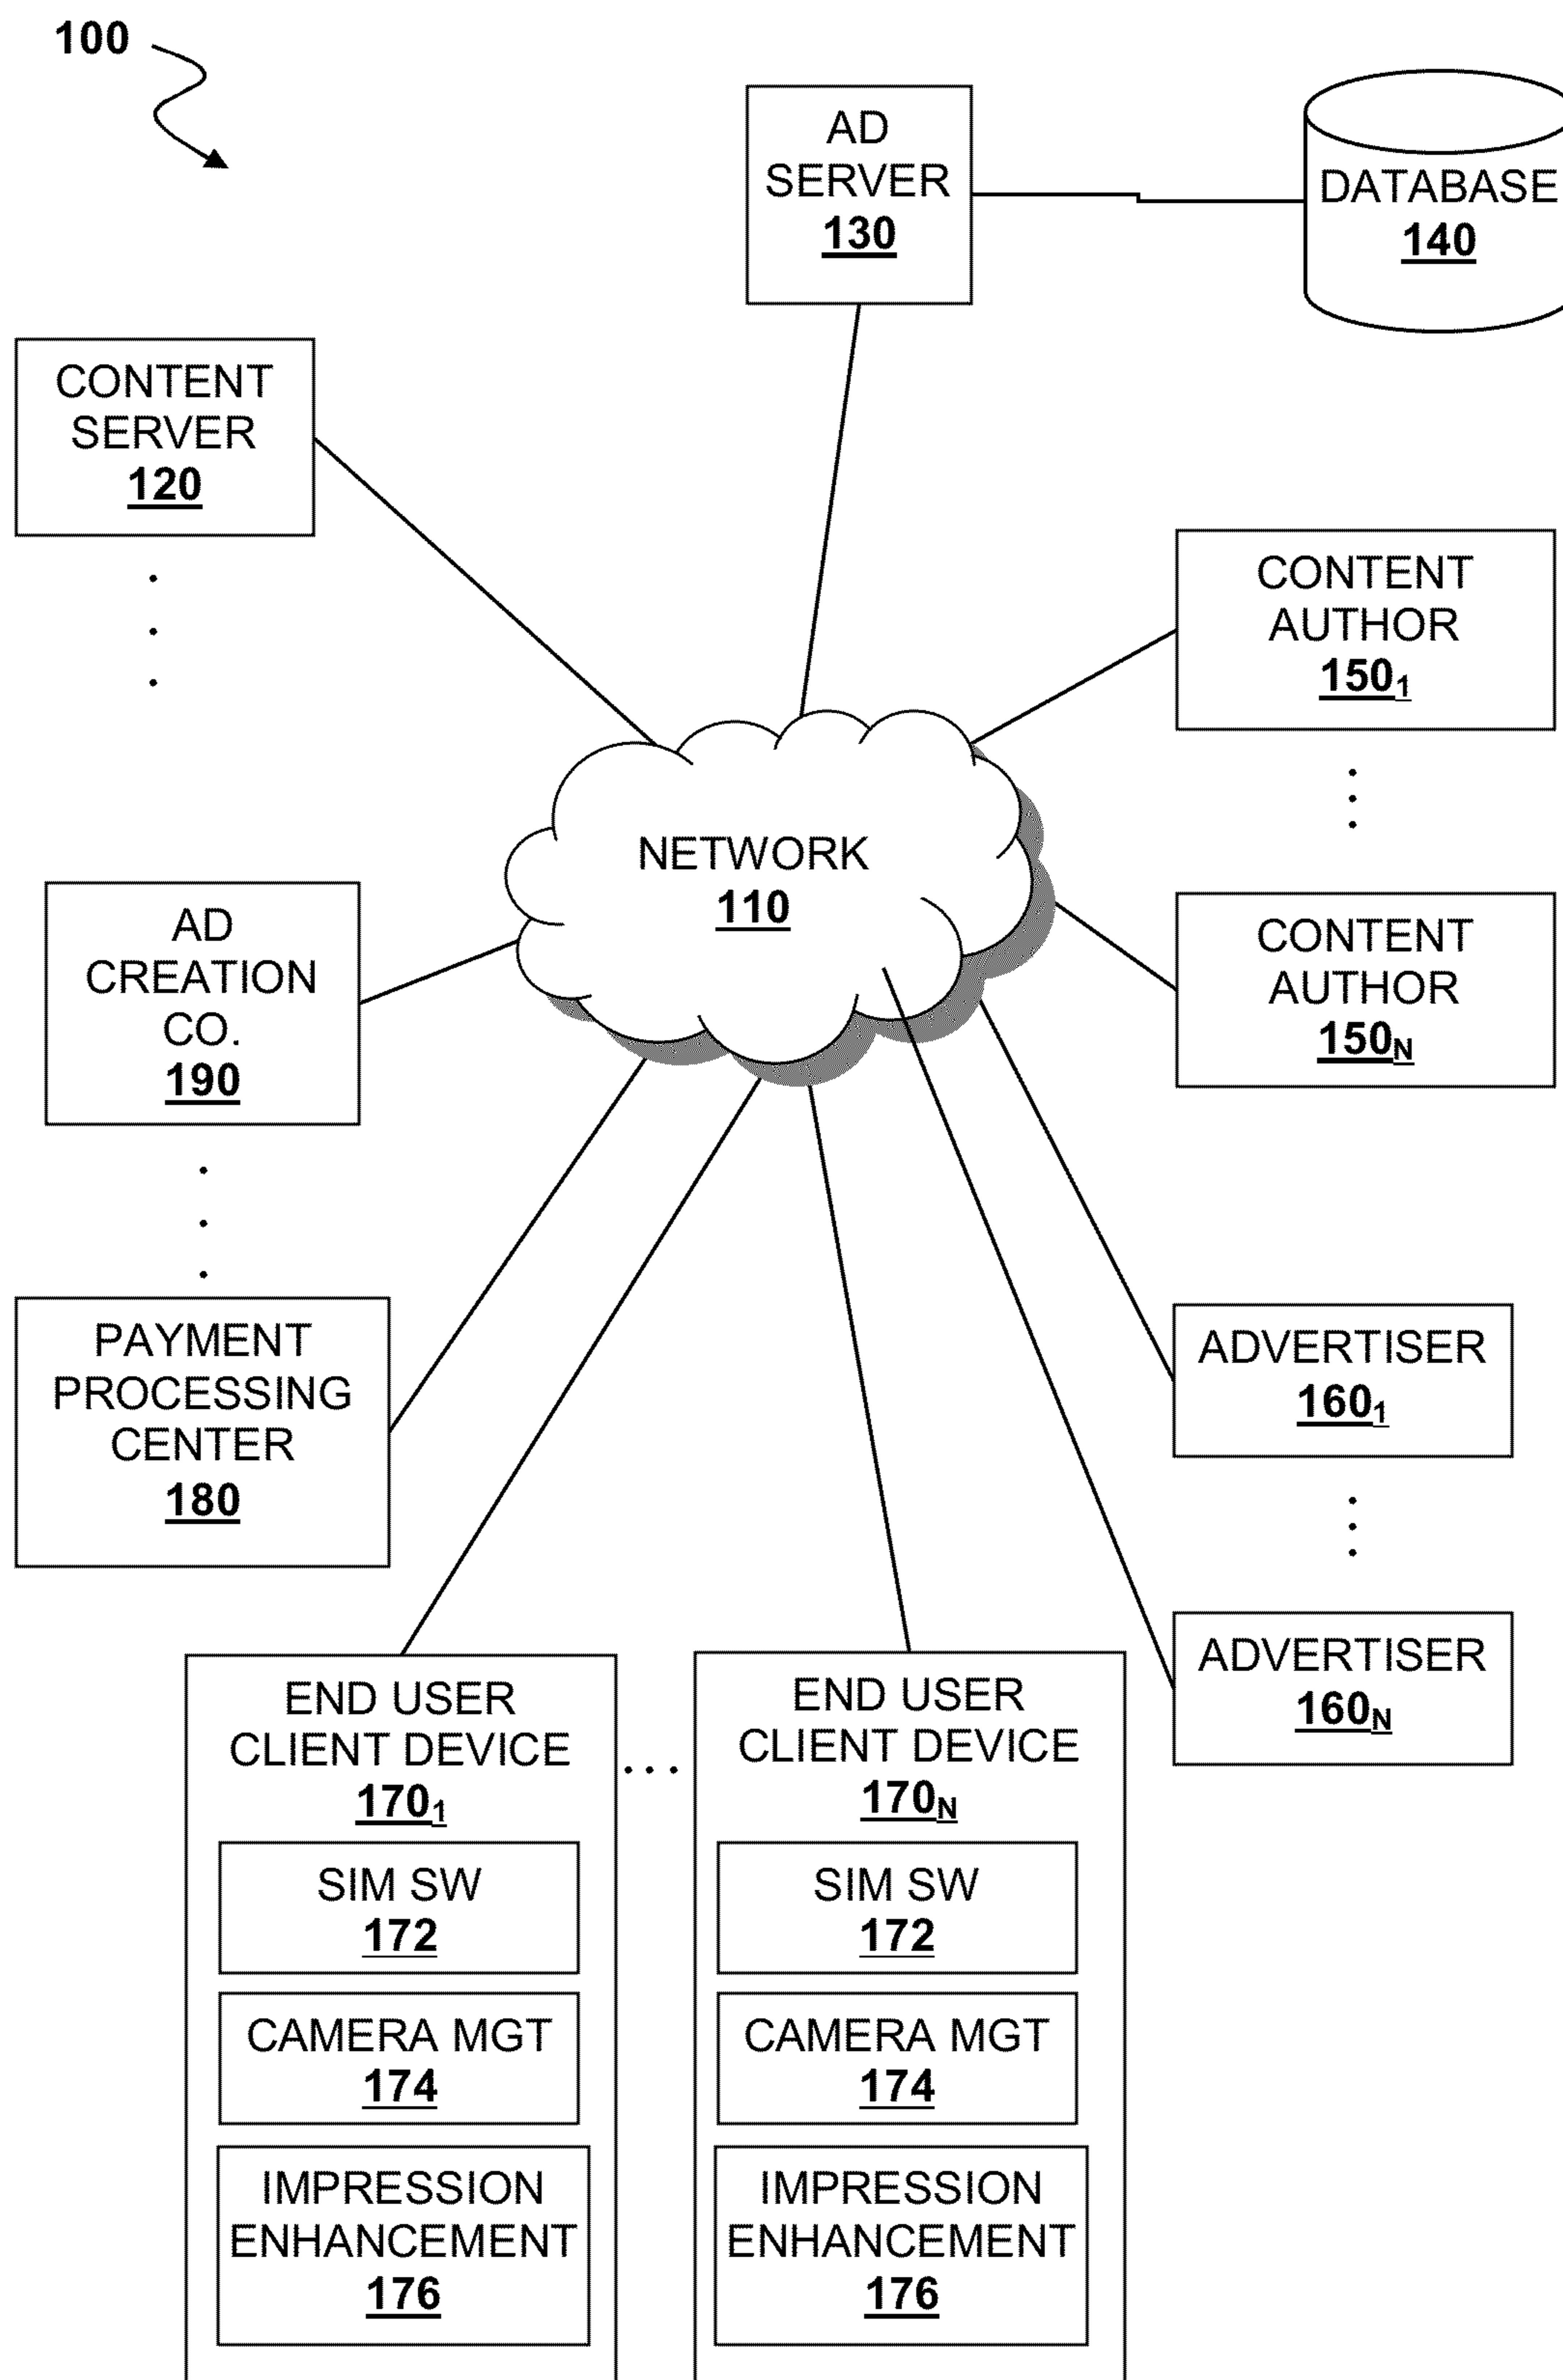 100
AD
SERVER
130
DATABASE
140
CONTENT
SERVER
120
CONTENT
AUTHOR
150₁
NETWORK
110
AD
CREATION
CO.
190
CONTENT
AUTHOR
150N
PAYMENT
PROCESSING
CENTER
180
ADVERTISER
160₁
ADVERTISER
160N
END USER
CLIENT DEVICE
170₁
SIM SW
172
CAMERA MGT
174
IMPRESSION
ENHANCEMENT
176
END USER
CLIENT DEVICE
170N
SIM SW
172
CAMERA MGT
174
IMPRESSION
ENHANCEMENT
176